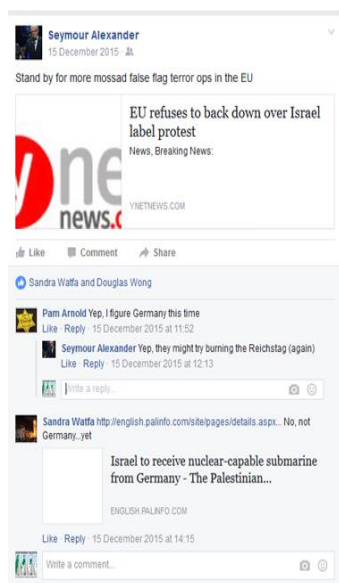 Seymour Alexander
15 December 2015 ·
Stand by for more mossad false flag terror ops in the EU
y ne
news.c
EU refuses to back down over Israel
label protest
News, Breaking News:
YNETNEWS.COM
Like Comment Share
Sandra Watfa and Douglas Wong
Pam Arnold Yep, I figure Germany this time
Like · Reply · 15 December 2015 at 11:52
Seymour Alexander Yep, they might try burning the Reichstag (again)
Like · Reply · 15 December 2015 at 12:13
Write a reply...
Sandra Watfa http://english.palinfo.com/site/pages/details.aspx... No, not
Germany...yet
Israel to receive nuclear-capable submarine
from Germany - The Palestinian...
ENGLISH.PALINFO.COM
Like · Reply · 15 December 2015 at 14:15
Write a comment...